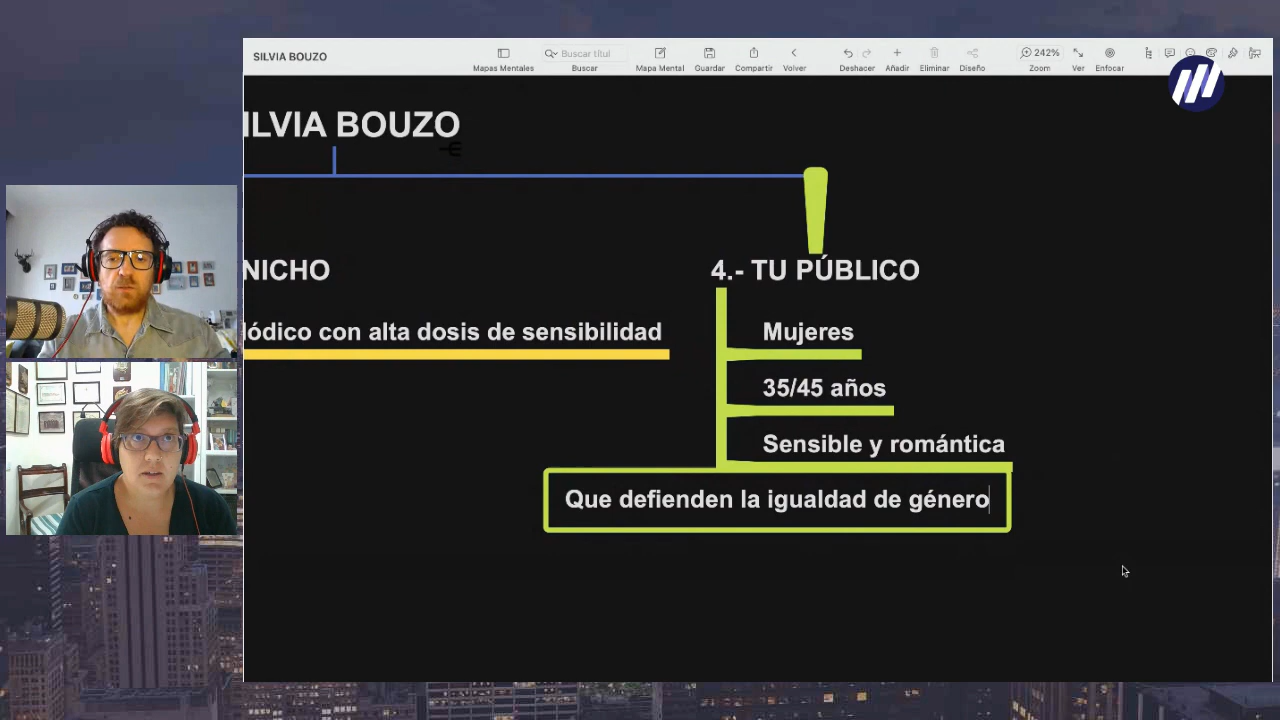 SILVIA BOUZO
Mapas Mentales
Buscar títul
Buscar
Mapa Mental
Guardar
Compartir
Volver
Deshacer
Añadir
Eliminar
Diseño
242%
Zoom
Ver
Enfocar
ILVIA BOUZO
NICHO
4.- TU PÚBLICO
lódico con alta dosis de sensibilidad
Mujeres
35/45 años
Sensible y romántica
Que defienden la igualdad de género